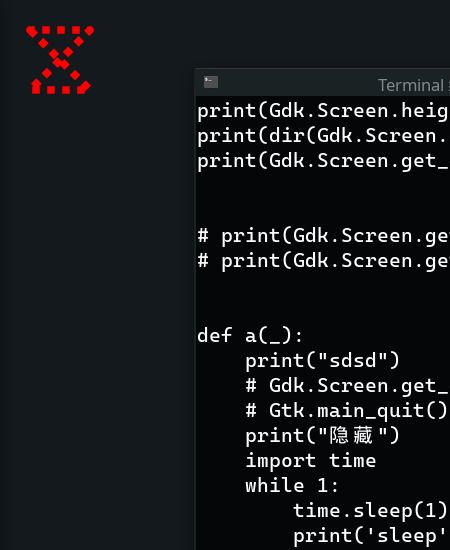 Terminal
print(Gdk.Screen.heig
print(dir(Gdk.Screen.
print(Gdk.Screen.get_
# print(Gdk.Screen.ge
# print(Gdk.Screen.ge
def a(_):
    print("sdsd")
    # Gdk.Screen.get_
    # Gtk.main_quit()
    print("隐藏")
    import time
    while 1:
        time.sleep(1)
        print('sleep'